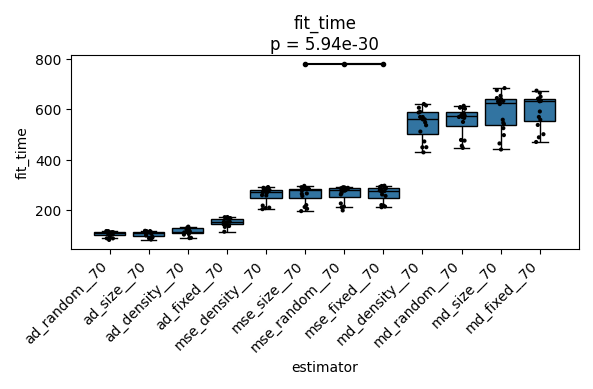 fit_time
p = 5.94e-30
800
600
400
200
fit_time
ad_random__70
ad_size__70
ad_density__70
ad_fixed__70
mse_density__70
mse_size__70
mse_random__70
mse_fixed__70
md_density__70
md_random__70
md_size__70
md_fixed__70
estimator